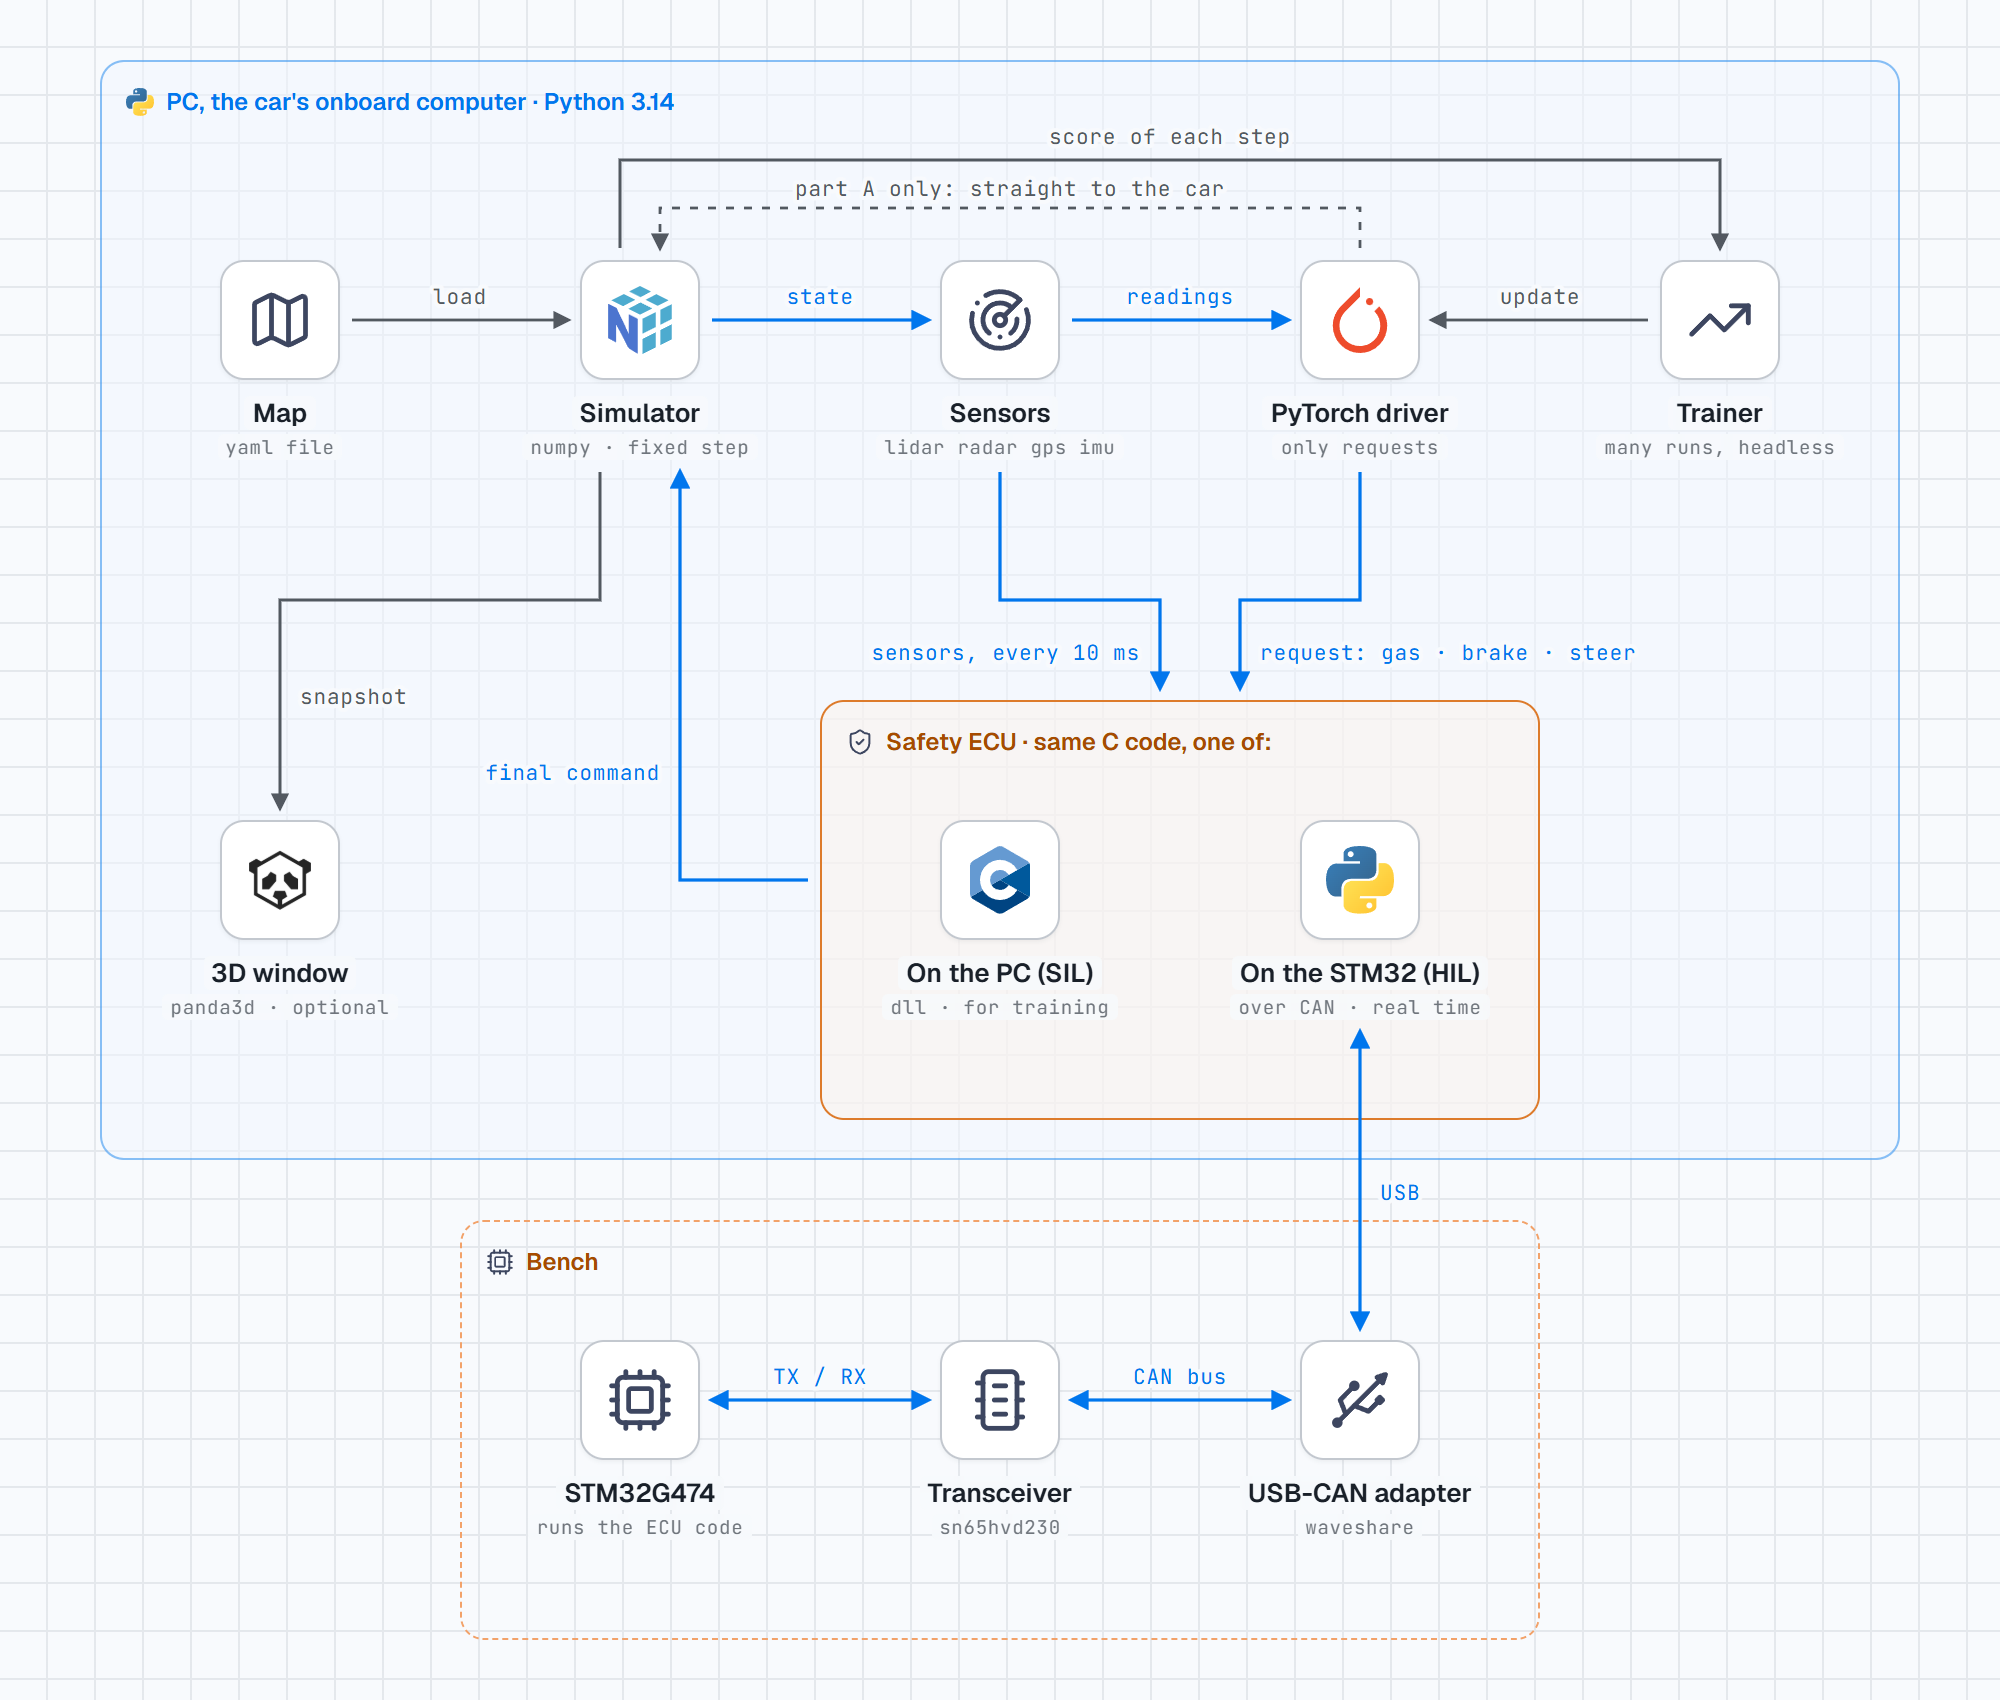 PC, the car's onboard computer · Python 3.14
score of each step
part A only: straight to the car
load
state
readings
update
Map
yaml file
Simulator
numpy · fixed step
Sensors
lidar radar gps imu
PyTorch driver
only requests
Trainer
many runs, headless
sensors, every 10 ms
request: gas · brake · steer
snapshot
final command
Safety ECU · same C code, one of:
3D window
panda3d · optional
On the PC (SIL)
dll · for training
On the STM32 (HIL)
over CAN · real time
USB
Bench
TX / RX
CAN bus
STM32G474
runs the ECU code
Transceiver
sn65hvd230
USB-CAN adapter
waveshare